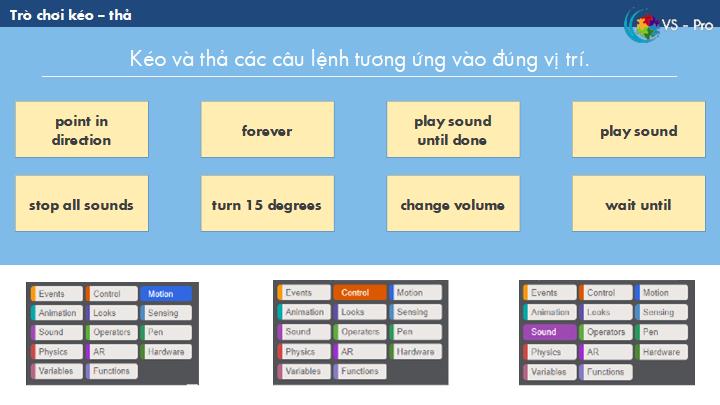 Trò chơi kéo – thả
VS – Pro
Kéo và thả các câu lệnh tương ứng vào đúng vị trí.
point in
direction
forever
play sound
until done
play sound
stop all sounds
turn 15 degrees
change volume
wait until
Events Control Motion
Animation Looks Sensing
Sound Operators Pen
Physics AR Hardware
Variables Functions
Events Control Motion
Animation Looks Sensing
Sound Operators Pen
Physics AR Hardware
Variables Functions
Events Control Motion
Animation Looks Sensing
Sound Operators Pen
Physics AR Hardware
Variables Functions